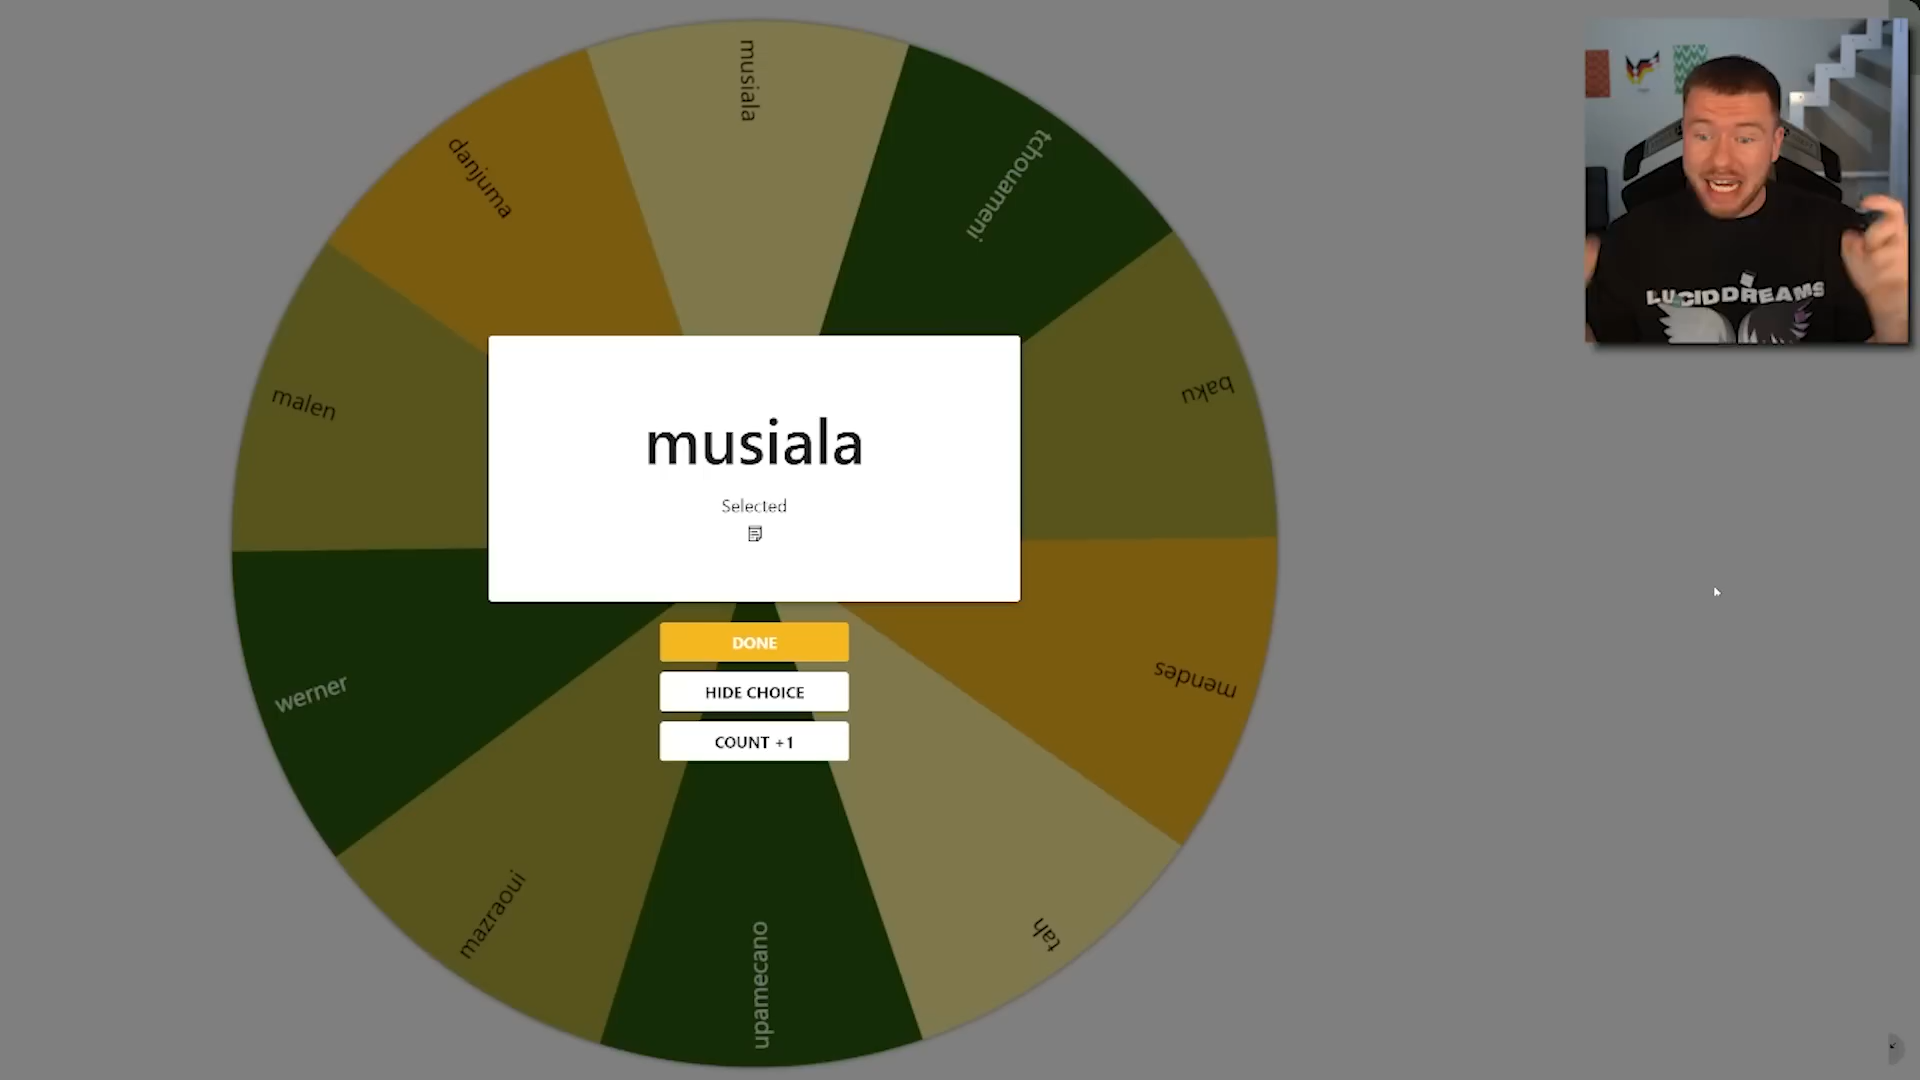 musiala
tchouameni
danjuma
baku
malen
musiala
Selected
DONE
HIDE CHOICE
COUNT +1
mendes
werner
mazraoui
tah
upamecano
LUCIDDREAMS